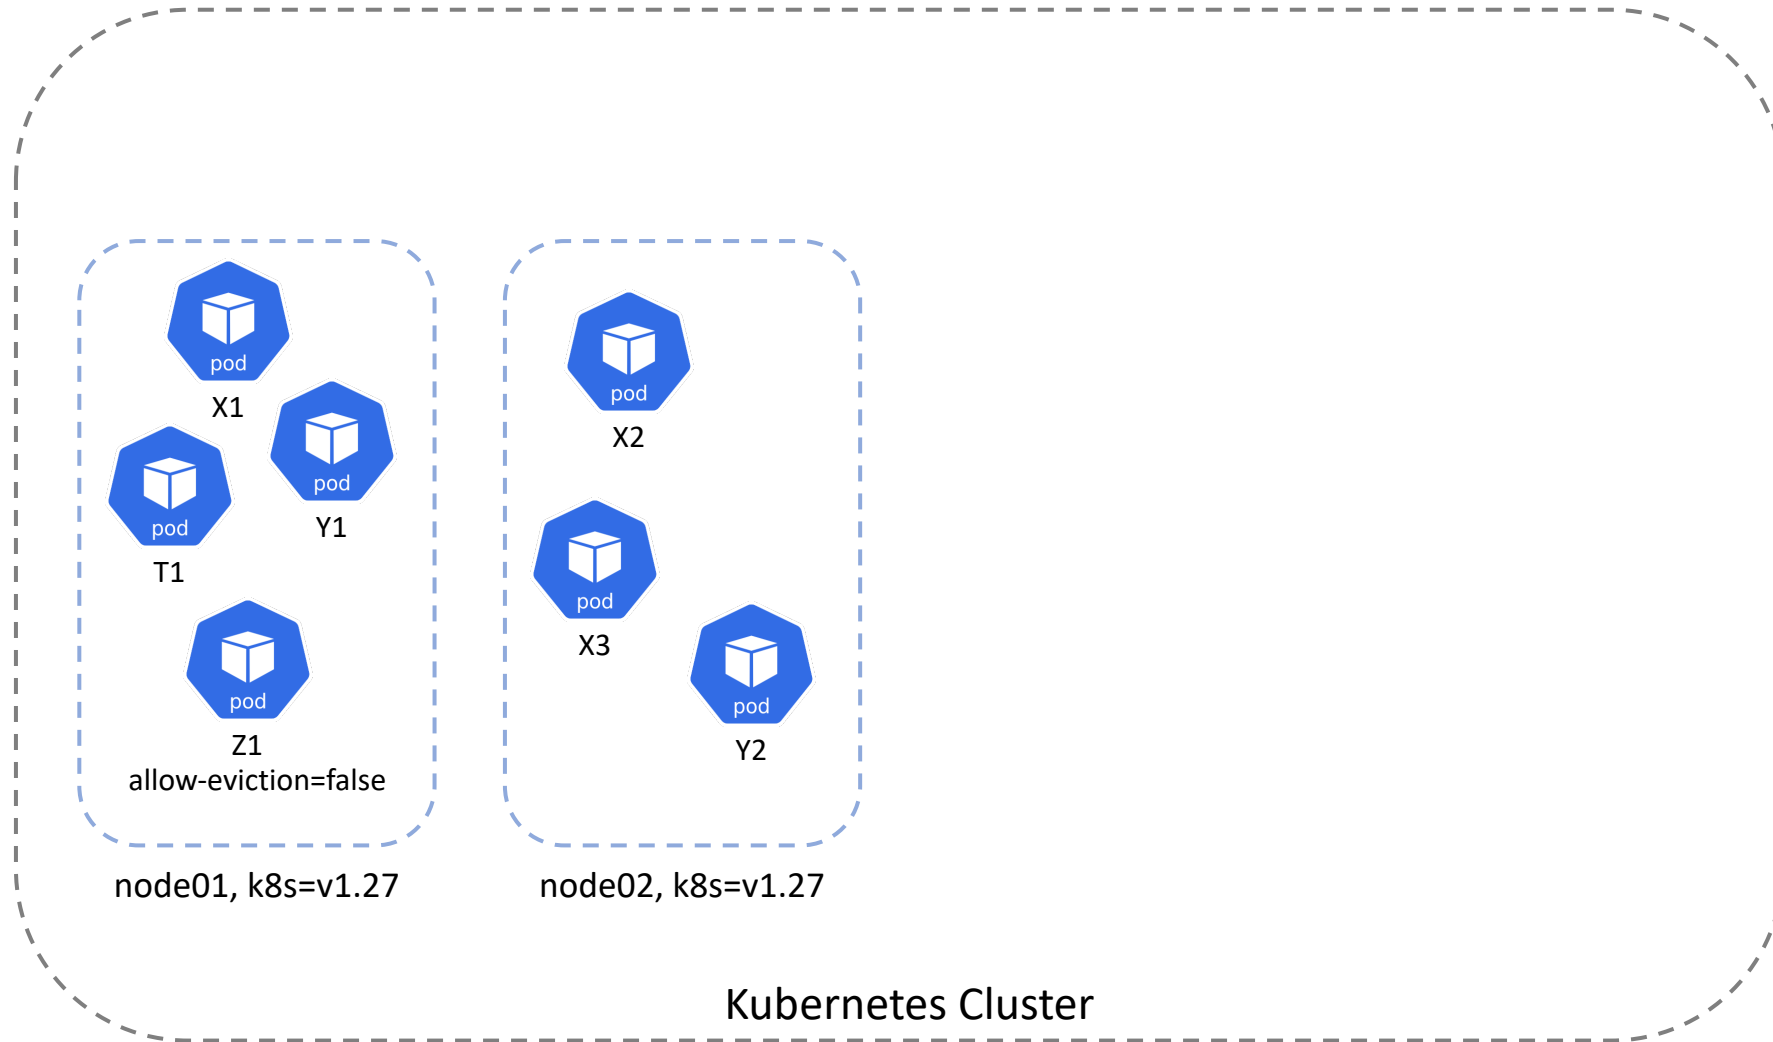 pod
X1
pod
Y1
pod
T1
pod
Z1
allow-eviction=false
node01, k8s=v1.27
pod
X2
pod
X3
pod
Y2
node02, k8s=v1.27
Kubernetes Cluster